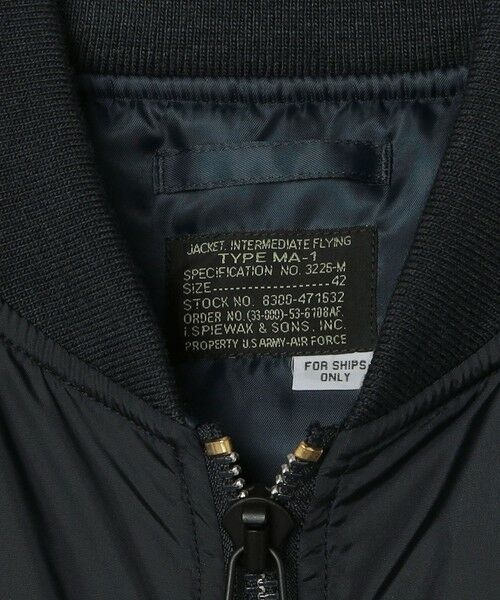 JACKET, INTERMEDIATE FLYING
TYPE MA-1
SPECIFICATION NO. 3226-M
SIZE-------------------- 42
STOCK NO. 8300-471632
ORDER NO.(33-000)-53-6108AF.
I.SPIEWAK & SONS. INC.
PROPERTY U.S.ARMY-AIR FORCE
FOR SHIPS
ONLY